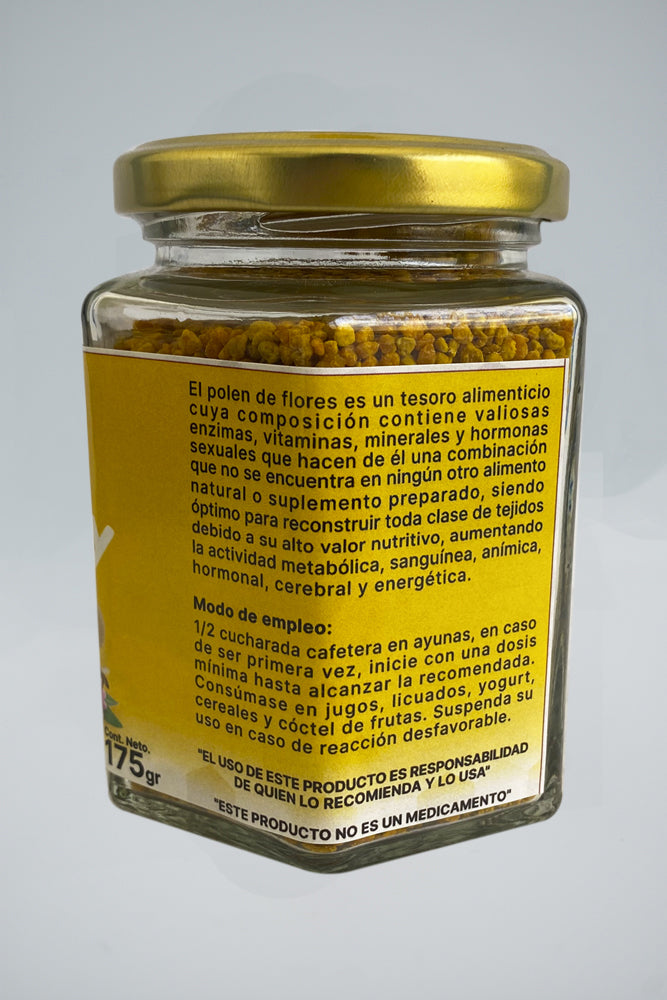 El polen de flores es un tesoro alimenticio
cuya composición contiene valiosas
enzimas, vitaminas, minerales y hormonas
sexuales que hacen de él una combinación
que no se encuentra en ningún otro alimento
natural o suplemento preparado, siendo
óptimo para reconstruir toda clase de tejidos
debido a su alto valor nutritivo, aumentando
la actividad metabólica, sanguínea, anímica,
hormonal, cerebral y energética.
Modo de empleo:
1/2 cucharada cafetera en ayunas, en caso
de ser primera vez, inicie con una dosis
mínima hasta alcanzar la recomendada.
Consúmase en jugos, licuados, yogurt,
cereales y cóctel de frutas. Suspenda su
uso en caso de reacción desfavorable.
"EL USO DE ESTE PRODUCTO ES RESPONSABILIDAD
DE QUIEN LO RECOMIENDA Y LO USA"
"ESTE PRODUCTO NO ES UN MEDICAMENTO"
Cont. Neto.
175gr